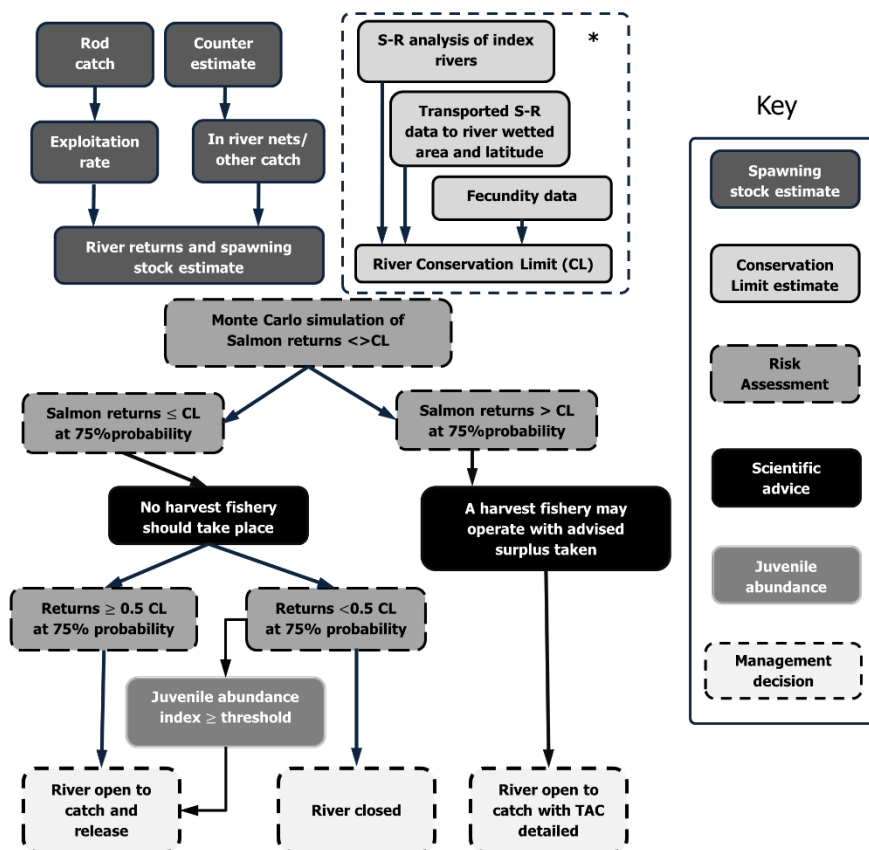 Rod
catch
Counter
estimate
S-R analysis of index
rivers
*
Exploitation
rate
In river nets/
other catch
Transported S-R
data to river wetted
area and latitude
Fecundity data
River returns and spawning
stock estimate
River Conservation Limit (CL)
Monte Carlo simulation of
Salmon returns <>CL
Salmon returns ≤ CL
at 75%probability
Salmon returns > CL
at 75%probability
No harvest fishery
should take place
A harvest fishery may
operate with advised
surplus taken
Returns ≥ 0.5 CL
at 75% probability
Returns <0.5 CL
at 75% probability
Juvenile abundance
index ≥ threshold
River open to
catch and
release
River closed
River open to
catch with TAC
detailed
Key
Spawning
stock estimate
Conservation
Limit estimate
Risk
Assessment
Scientific
advice
Juvenile
abundance
Management
decision